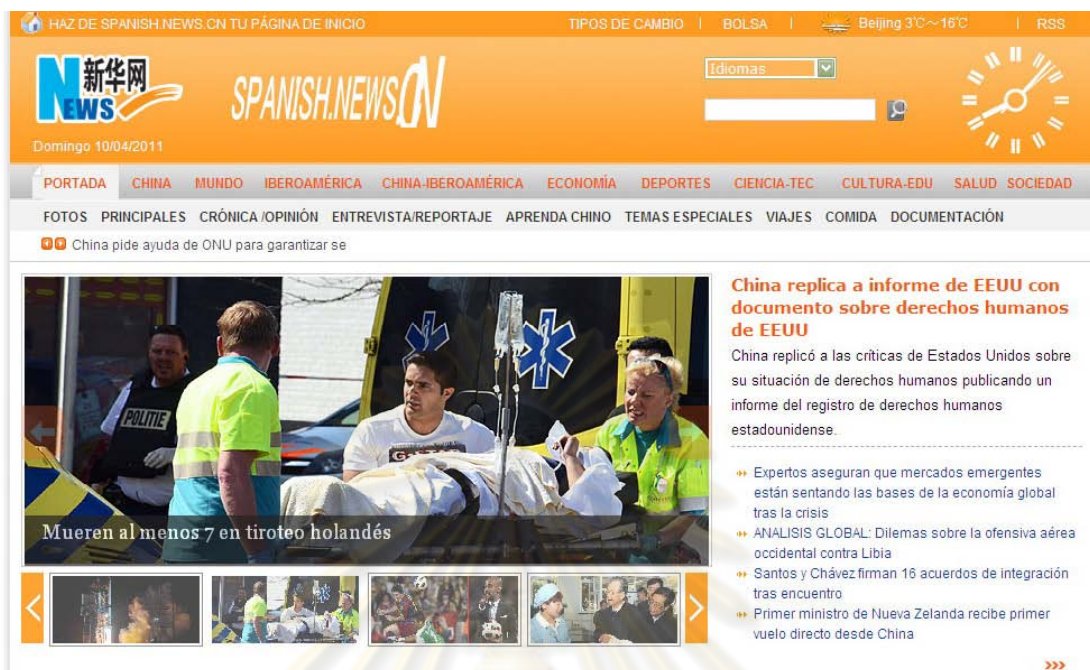 HAZ DE SPANISH.NEWS.CN TU PÁGINA DE INICIO TIPOS DE CAMBIO | BOLSA | Beijing 3℃~16℃ | RSS
新华网
NEWS
SPANISH.NEWS.CN
Idiomas
Domingo 10/04/2011
PORTADA CHINA MUNDO IBEROAMÉRICA CHINA-IBEROAMÉRICA ECONOMÍA DEPORTES CIENCIA-TEC CULTURA-EDU SALUD SOCIEDAD
FOTOS PRINCIPALES CRÓNICA /OPINIÓN ENTREVISTA/REPORTAJE APRENDA CHINO TEMAS ESPECIALES VIAJES COMIDA DOCUMENTACIÓN
China pide ayuda de ONU para garantizar se
POLITIE
Mueren al menos 7 en tiroteo holandés
China replica a informe de EEUU con
documento sobre derechos humanos
de EEUU
China replicó a las críticas de Estados Unidos sobre
su situación de derechos humanos publicando un
informe del registro de derechos humanos
estadounidense.
Expertos aseguran que mercados emergentes
están sentando las bases de la economía global
tras la crisis
ANALISIS GLOBAL: Dilemas sobre la ofensiva aérea
occidental contra Libia
Santos y Chávez firman 16 acuerdos de integración
tras encuentro
Primer ministro de Nueva Zelanda recibe primer
vuelo directo desde China